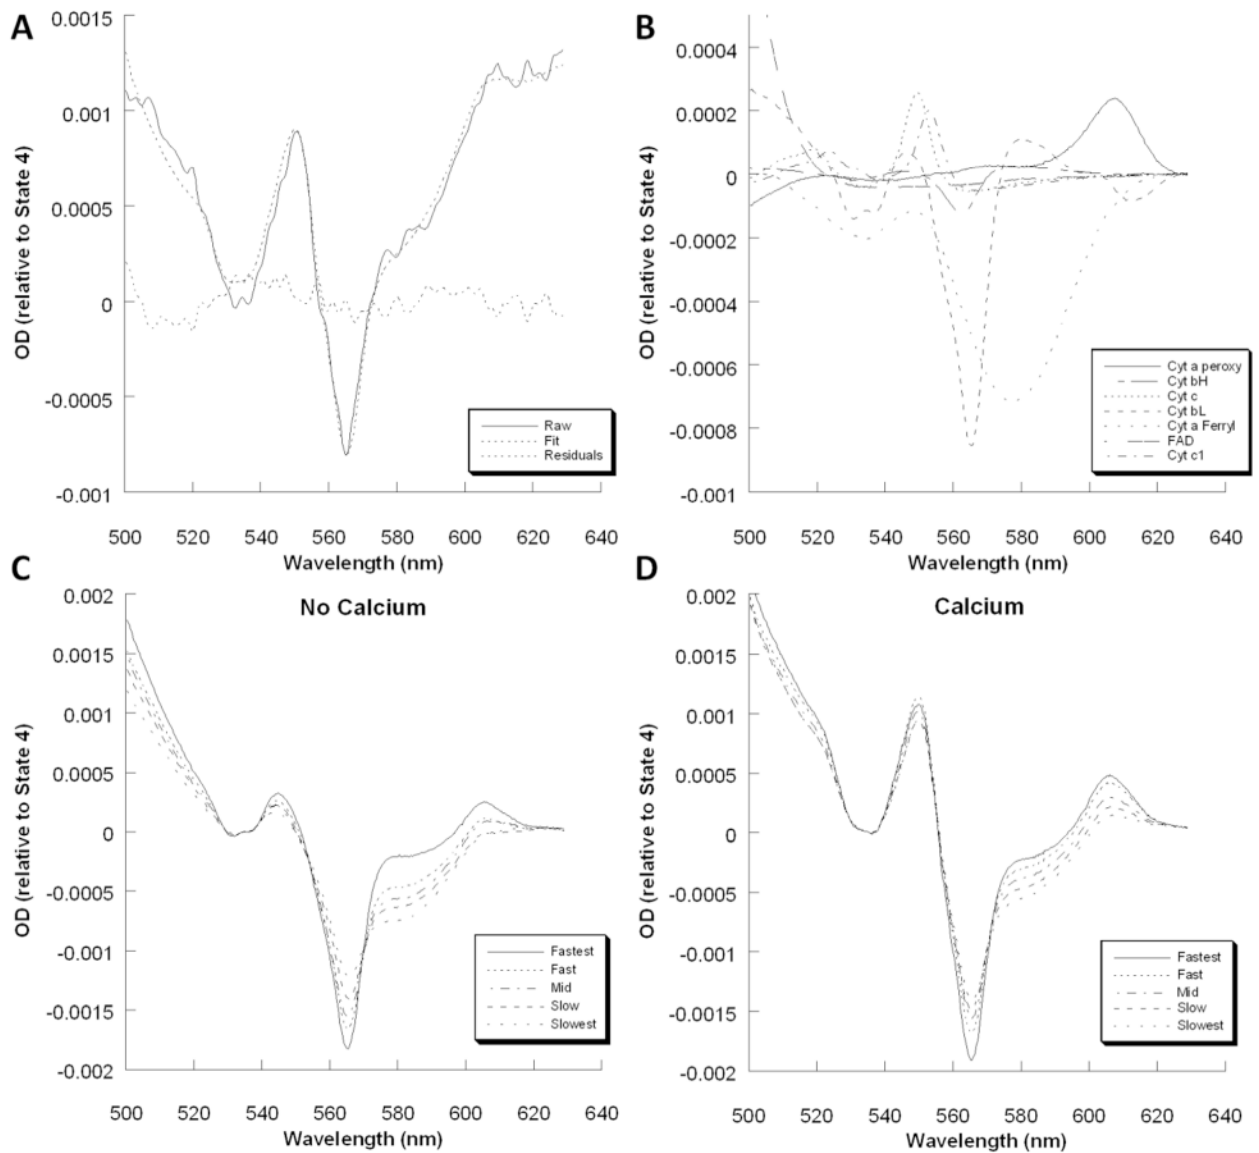 A
0.0015
0.001
0.0005
0
-0.0005
-0.001
OD (relative to State 4)
Raw
Fit
Residuals
500 520 540 560 580 600 620 640
Wavelength (nm)
B
0.0004
0.0002
0
-0.0002
-0.0004
-0.0006
-0.0008
-0.001
OD (relative to State 4)
Cyt a peroxy
Cyt bH
Cyt c
Cyt bL
Cyt a Ferryl
FAD
Cyt c1
500 520 540 560 580 600 620 640
Wavelength (nm)
C
No Calcium
0.002
0.0015
0.001
0.0005
0
-0.0005
-0.001
-0.0015
-0.002
OD (relative to State 4)
Fastest
Fast
Mid
Slow
Slowest
500 520 540 560 580 600 620 640
Wavelength (nm)
D
Calcium
0.002
0.0015
0.001
0.0005
0
-0.0005
-0.001
-0.0015
-0.002
OD (relative to State 4)
Fastest
Fast
Mid
Slow
Slowest
500 520 540 560 580 600 620 640
Wavelength (nm)